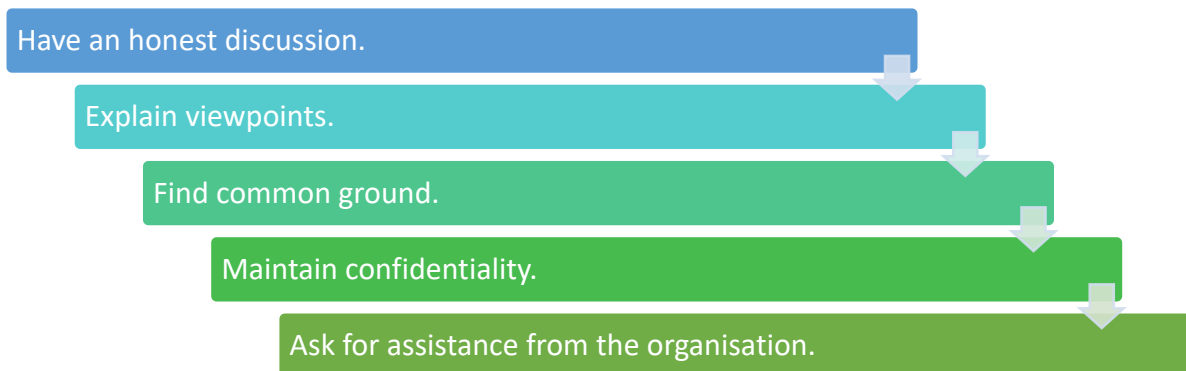 Have an honest discussion.
Explain viewpoints.
Find common ground.
Maintain confidentiality.
Ask for assistance from the organisation.